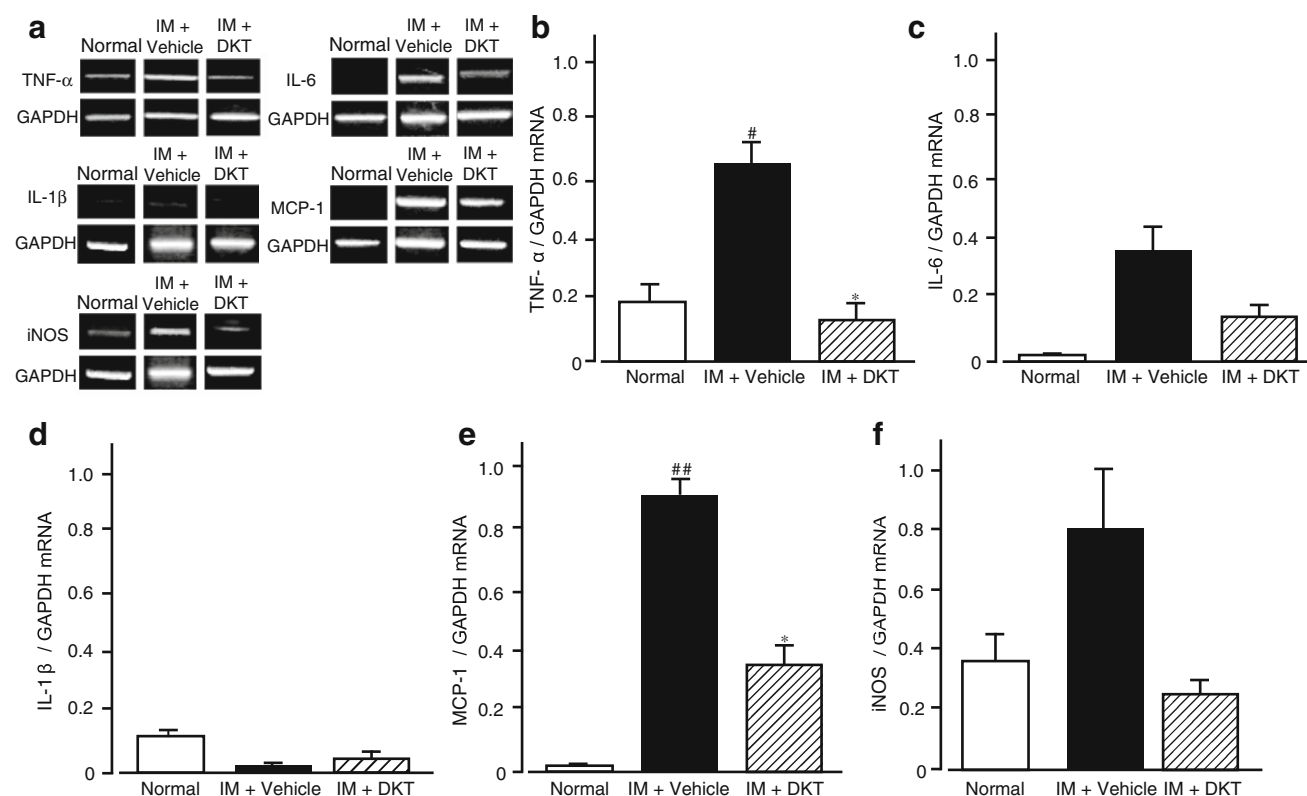 a
IM +
Vehicle
IM +
DKT
Normal
TNF-α
GAPDH
IM +
Vehicle
IM +
DKT
Normal
IL-6
GAPDH
IM +
Vehicle
IM +
DKT
Normal
IL-1β
GAPDH
IM +
Vehicle
IM +
DKT
Normal
MCP-1
GAPDH
IM +
Vehicle
IM +
DKT
Normal
iNOS
GAPDH
b
TNF- α / GAPDH mRNA
1.0
0.8
0.6
0.4
0.2
0
#
*
Normal IM + Vehicle IM + DKT
c
IL-6 / GAPDH mRNA
1.0
0.8
0.6
0.4
0.2
0
Normal IM + Vehicle IM + DKT
d
IL-1 β / GAPDH mRNA
1.0
0.8
0.6
0.4
0.2
0
Normal IM + Vehicle IM + DKT
e
MCP-1 / GAPDH mRNA
1.0
0.8
0.6
0.4
0.2
0
##
*
Normal IM + Vehicle IM + DKT
f
iNOS / GAPDH mRNA
1.0
0.8
0.6
0.4
0.2
0
Normal IM + Vehicle IM + DKT